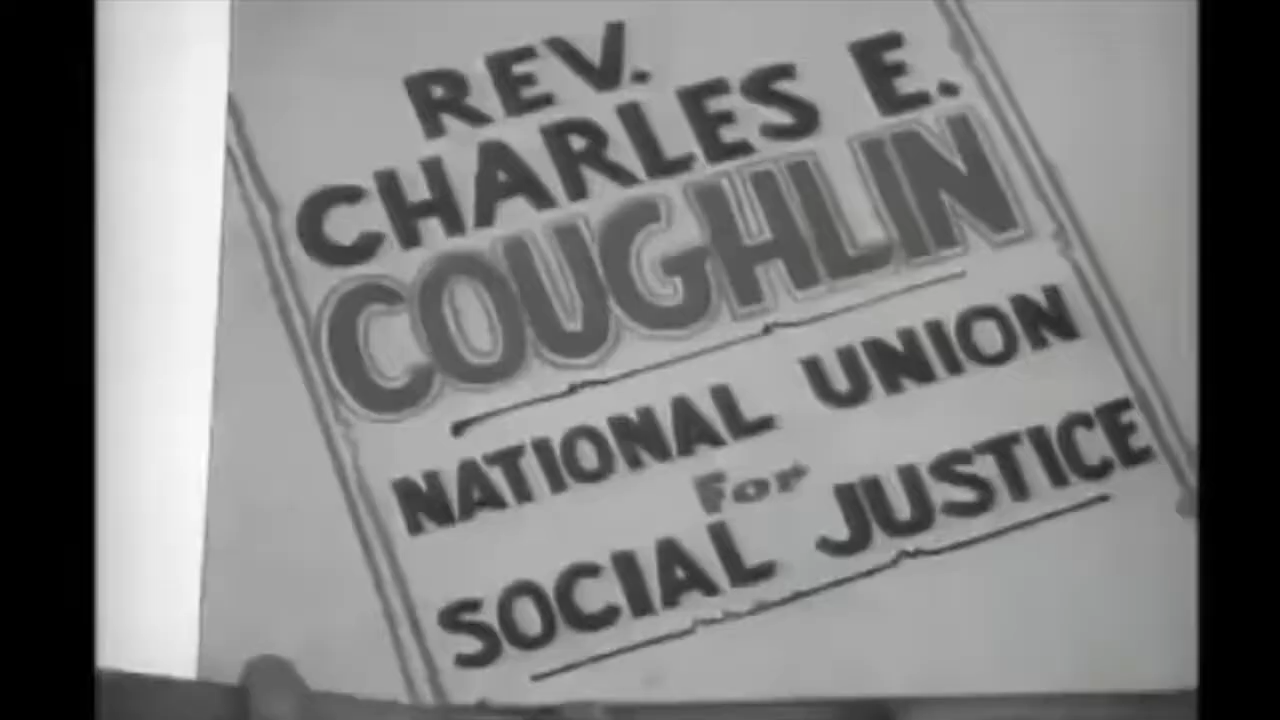 REV.
CHARLES E.
COUGHLIN
NATIONAL UNION
For
SOCIAL JUSTICE